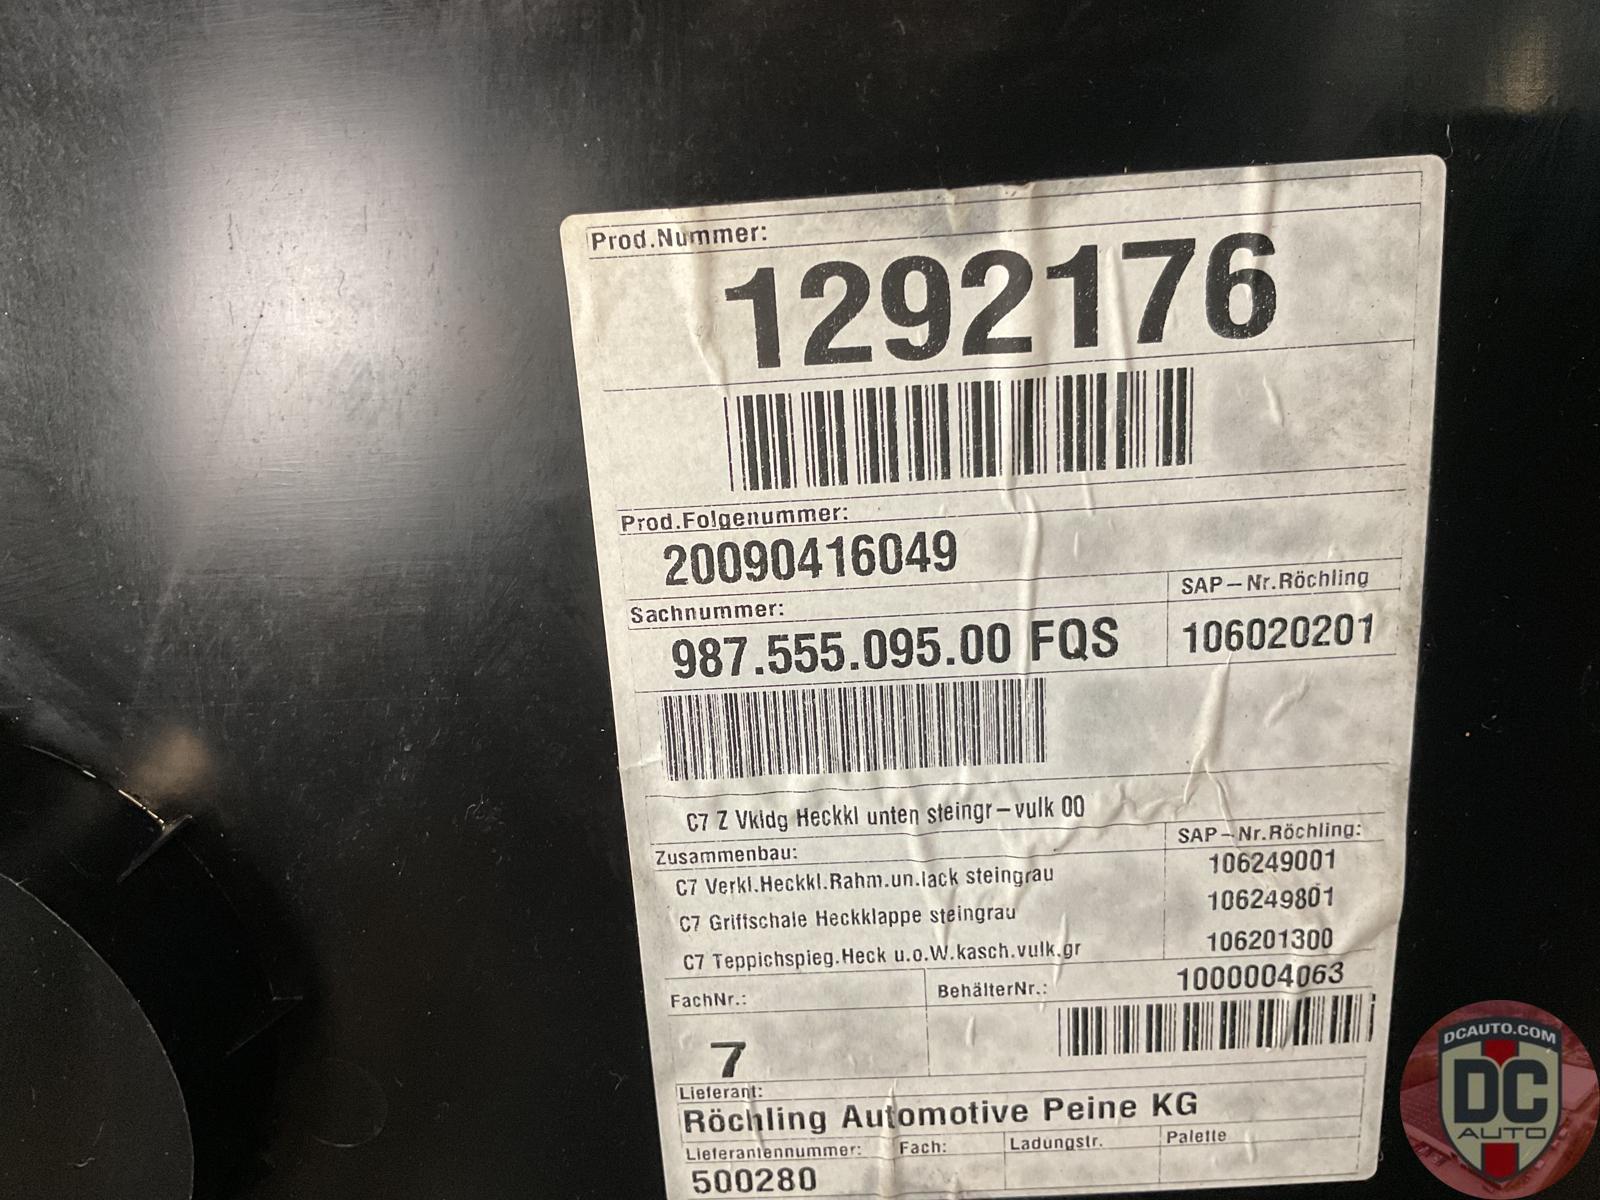 Prod.Nummer:
1292176
Prod.Folgenummer:
20090416049
Sachnummer:
SAP-Nr.Röchling
987.555.095.00 FQS
106020201
C7 Z Vkldg Heckkl unten steingr-vulk 00
Zusammenbau:
SAP-Nr.Röchling:
C7 Verkl.Heckkl.Rahm.un.lack steingrau
106249001
C7 Griffschale Heckklappe steingrau
106249801
C7 Teppichspieg.Heck u.o.W.kasch.vulk.gr
106201300
FachNr.:
BehälterNr.:
1000004063
7
Lieferant:
Röchling Automotive Peine KG
Lieferantennummer:
Fach:
Ladungstr.
Palette
500280
DCAUTO.COM
DC
AUTO